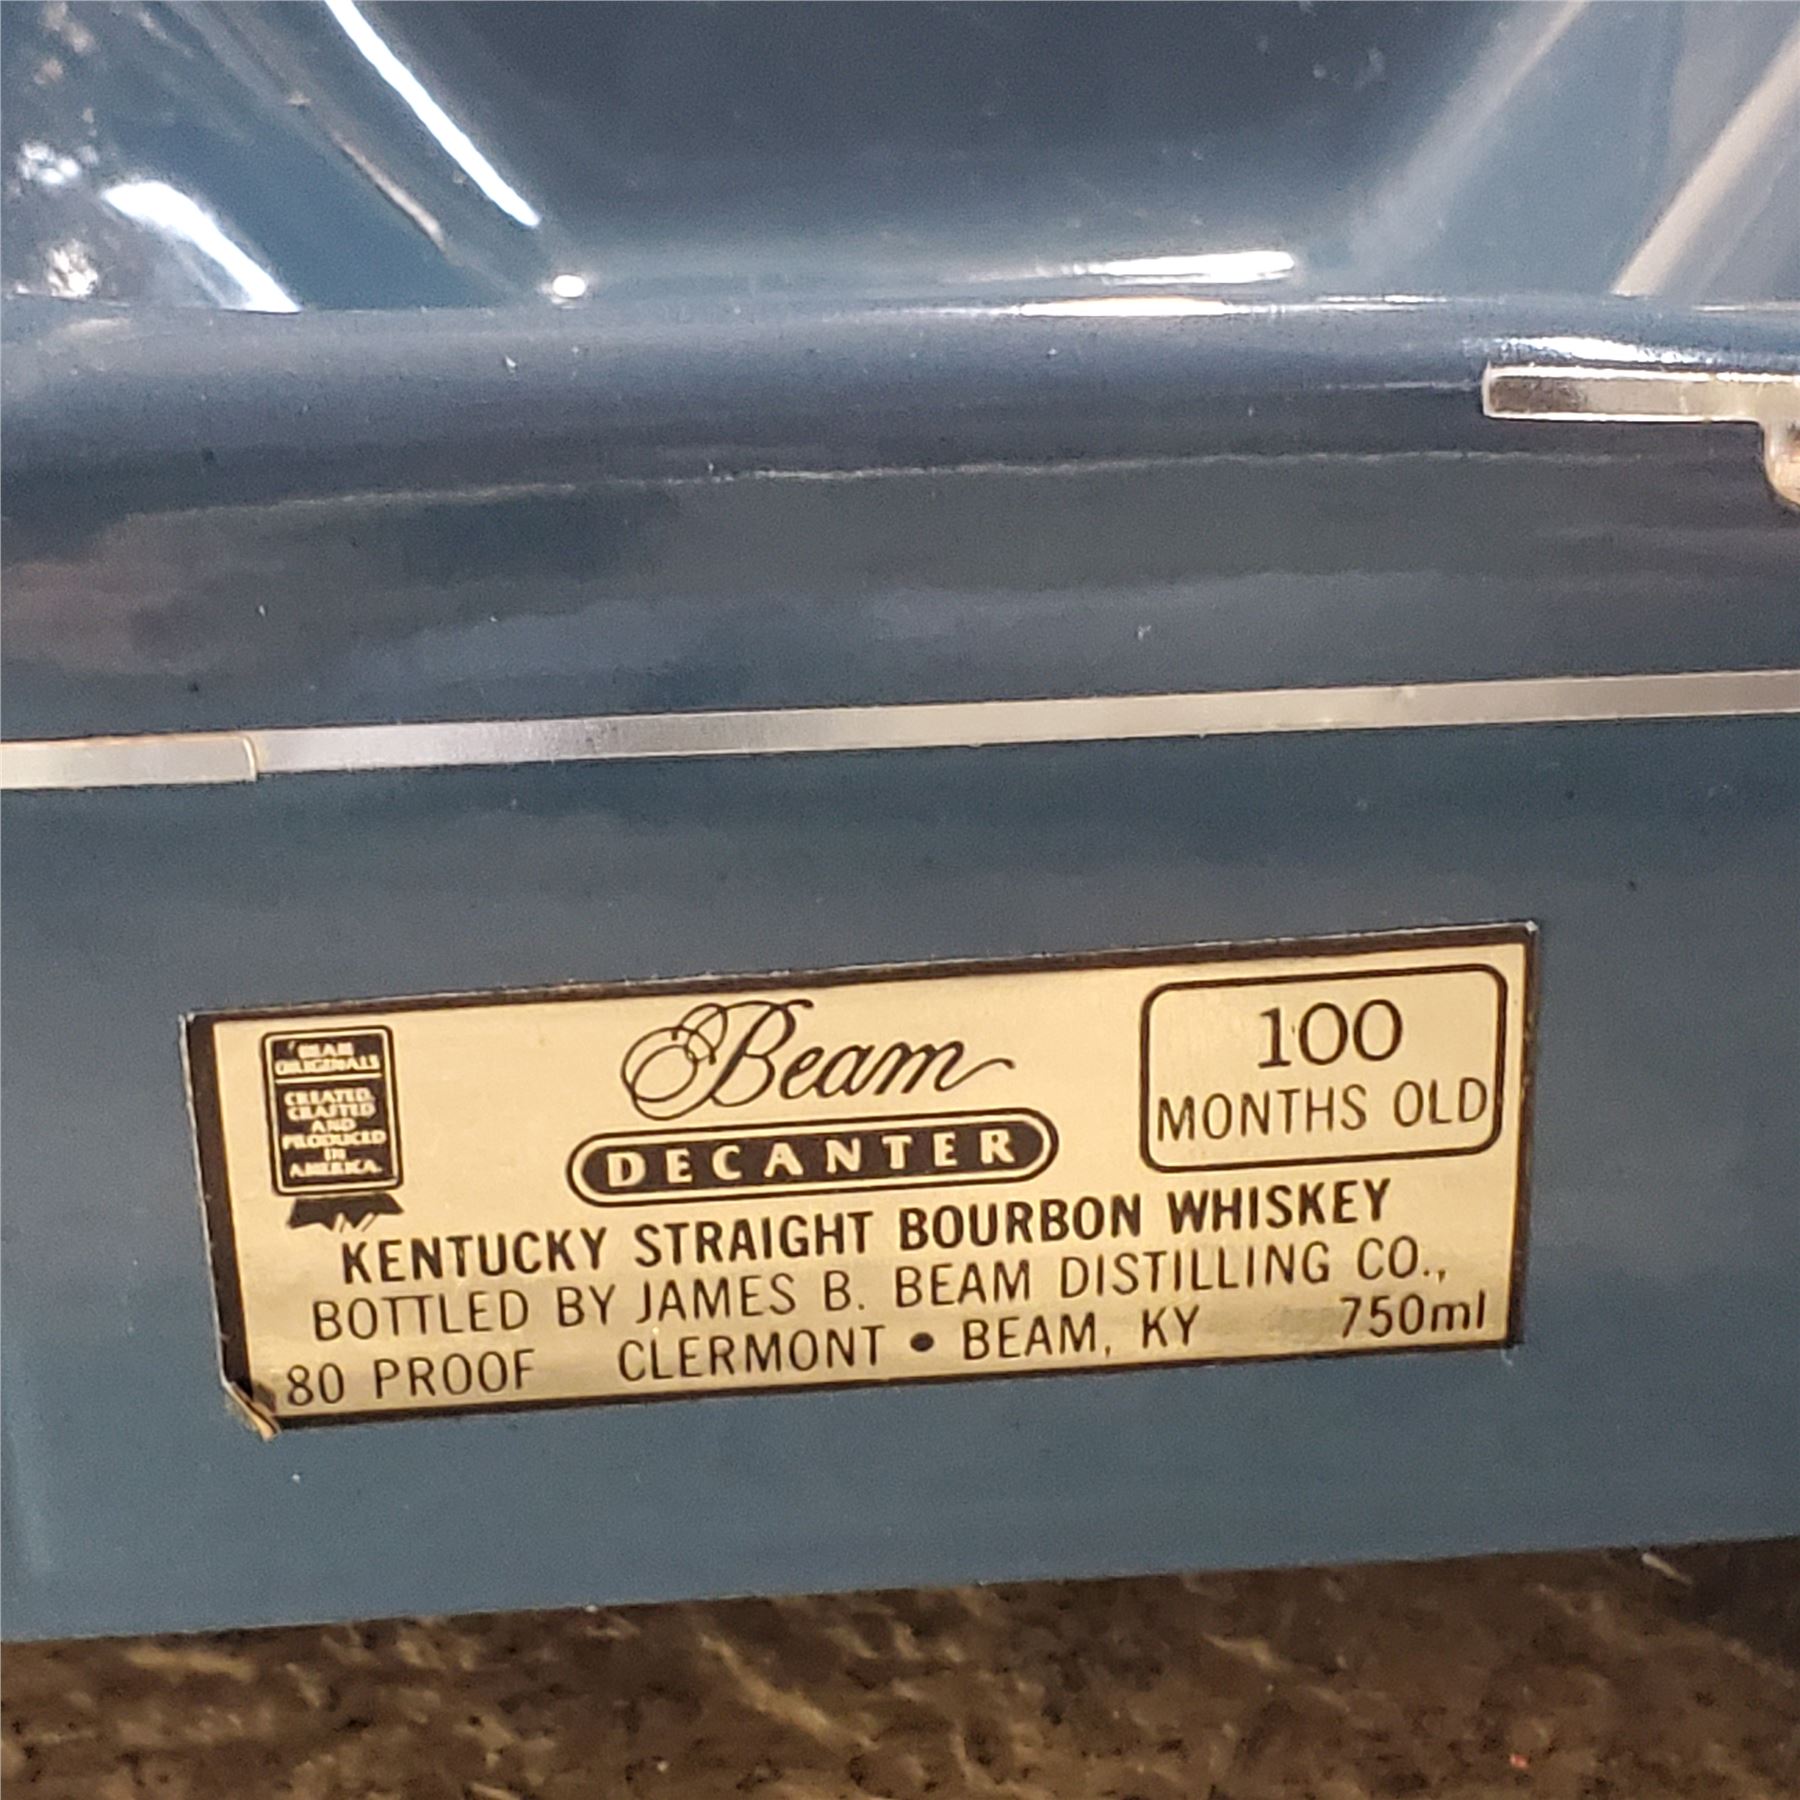 BEAM
ORIGINALS
CREATED,
CRAFTED
AND
PRODUCED
IN
AMERICA.
Beam
DECANTER
100
MONTHS OLD
KENTUCKY STRAIGHT BOURBON WHISKEY
BOTTLED BY JAMES B. BEAM DISTILLING CO.,
80 PROOF CLERMONT • BEAM, KY 750ml